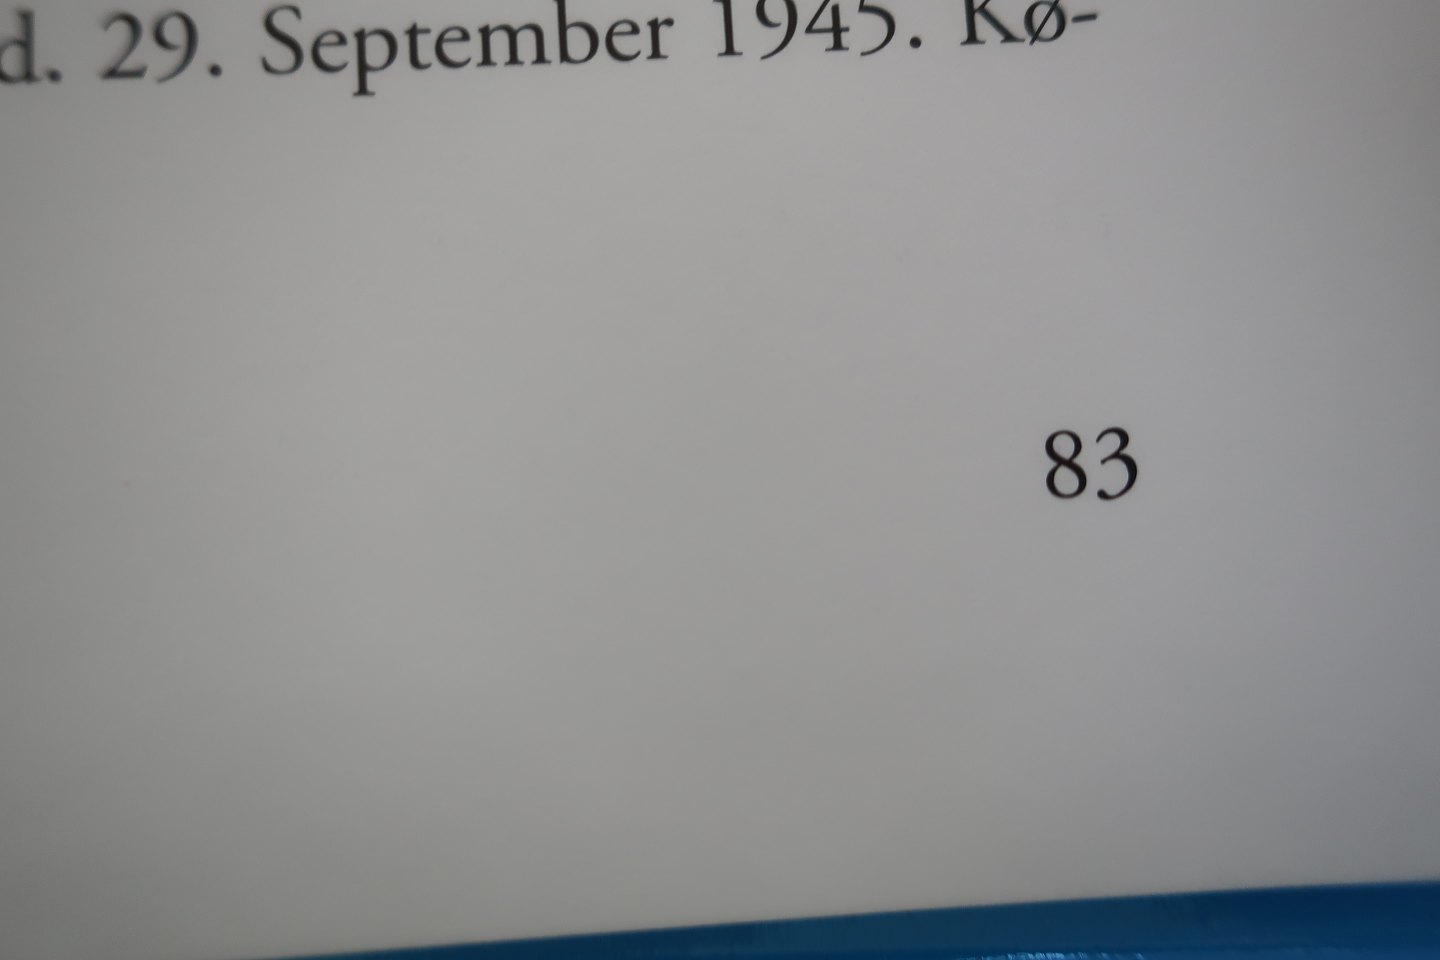 d. 29. September 1945. Kø-
83